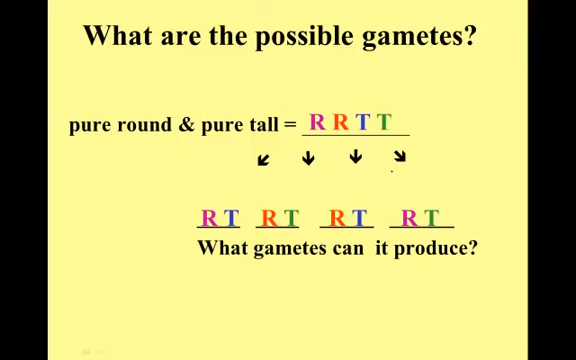 What are the possible gametes?
pure round & pure tall = R R T T
R T R T R T R T
What gametes can it produce?